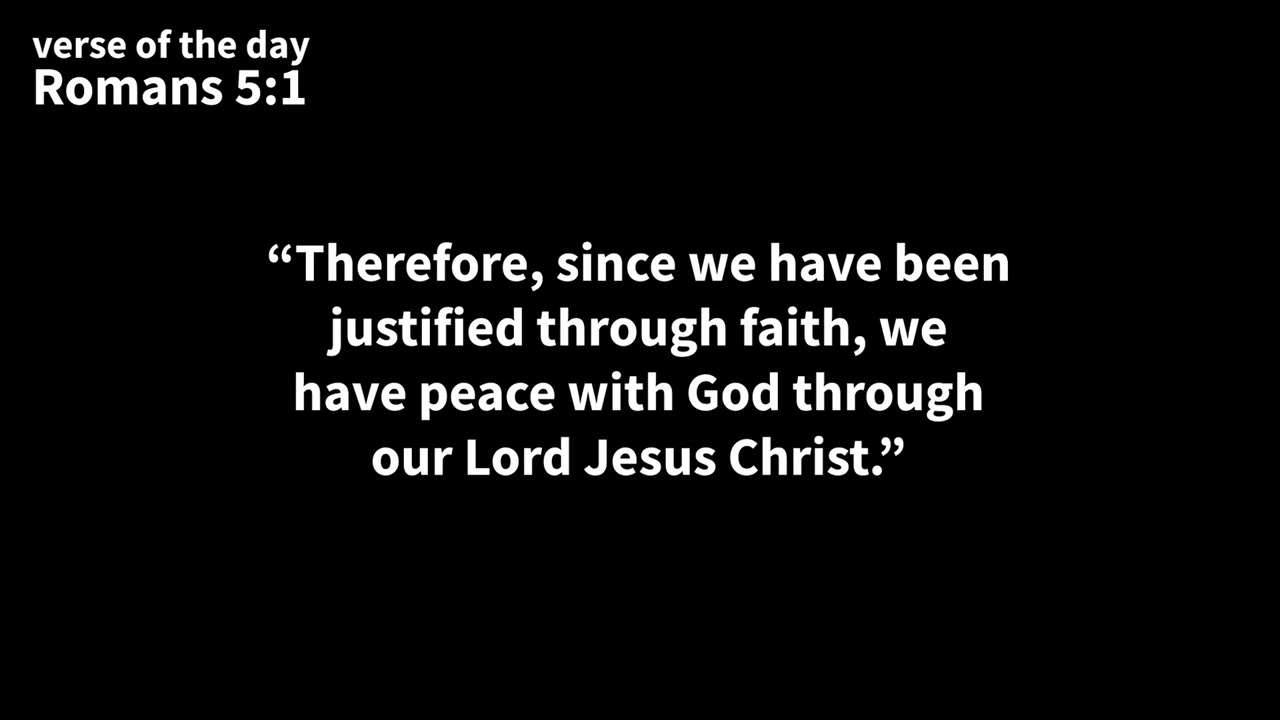 verse of the day
Romans 5:1
“Therefore, since we have been
justified through faith, we
have peace with God through
our Lord Jesus Christ.”